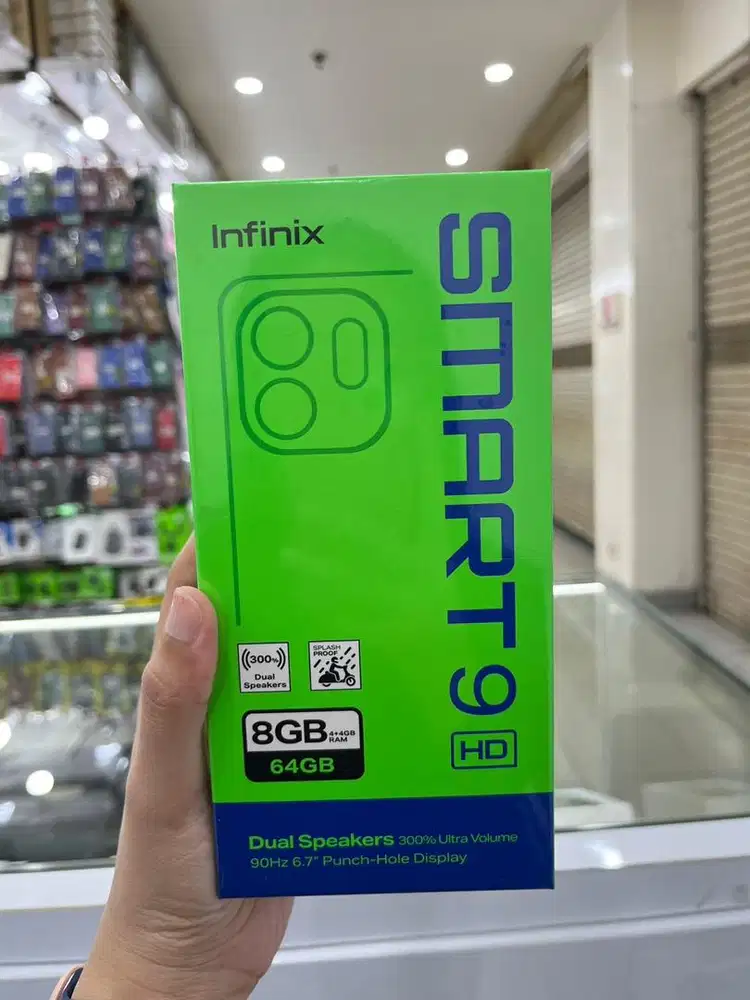 Infinix
SMART 9
HD
300%
Dual
Speakers
SPLASH
PROOF
8GB 4+4GB
RAM
64GB
Dual Speakers 300% Ultra Volume
90Hz 6.7" Punch-Hole Display